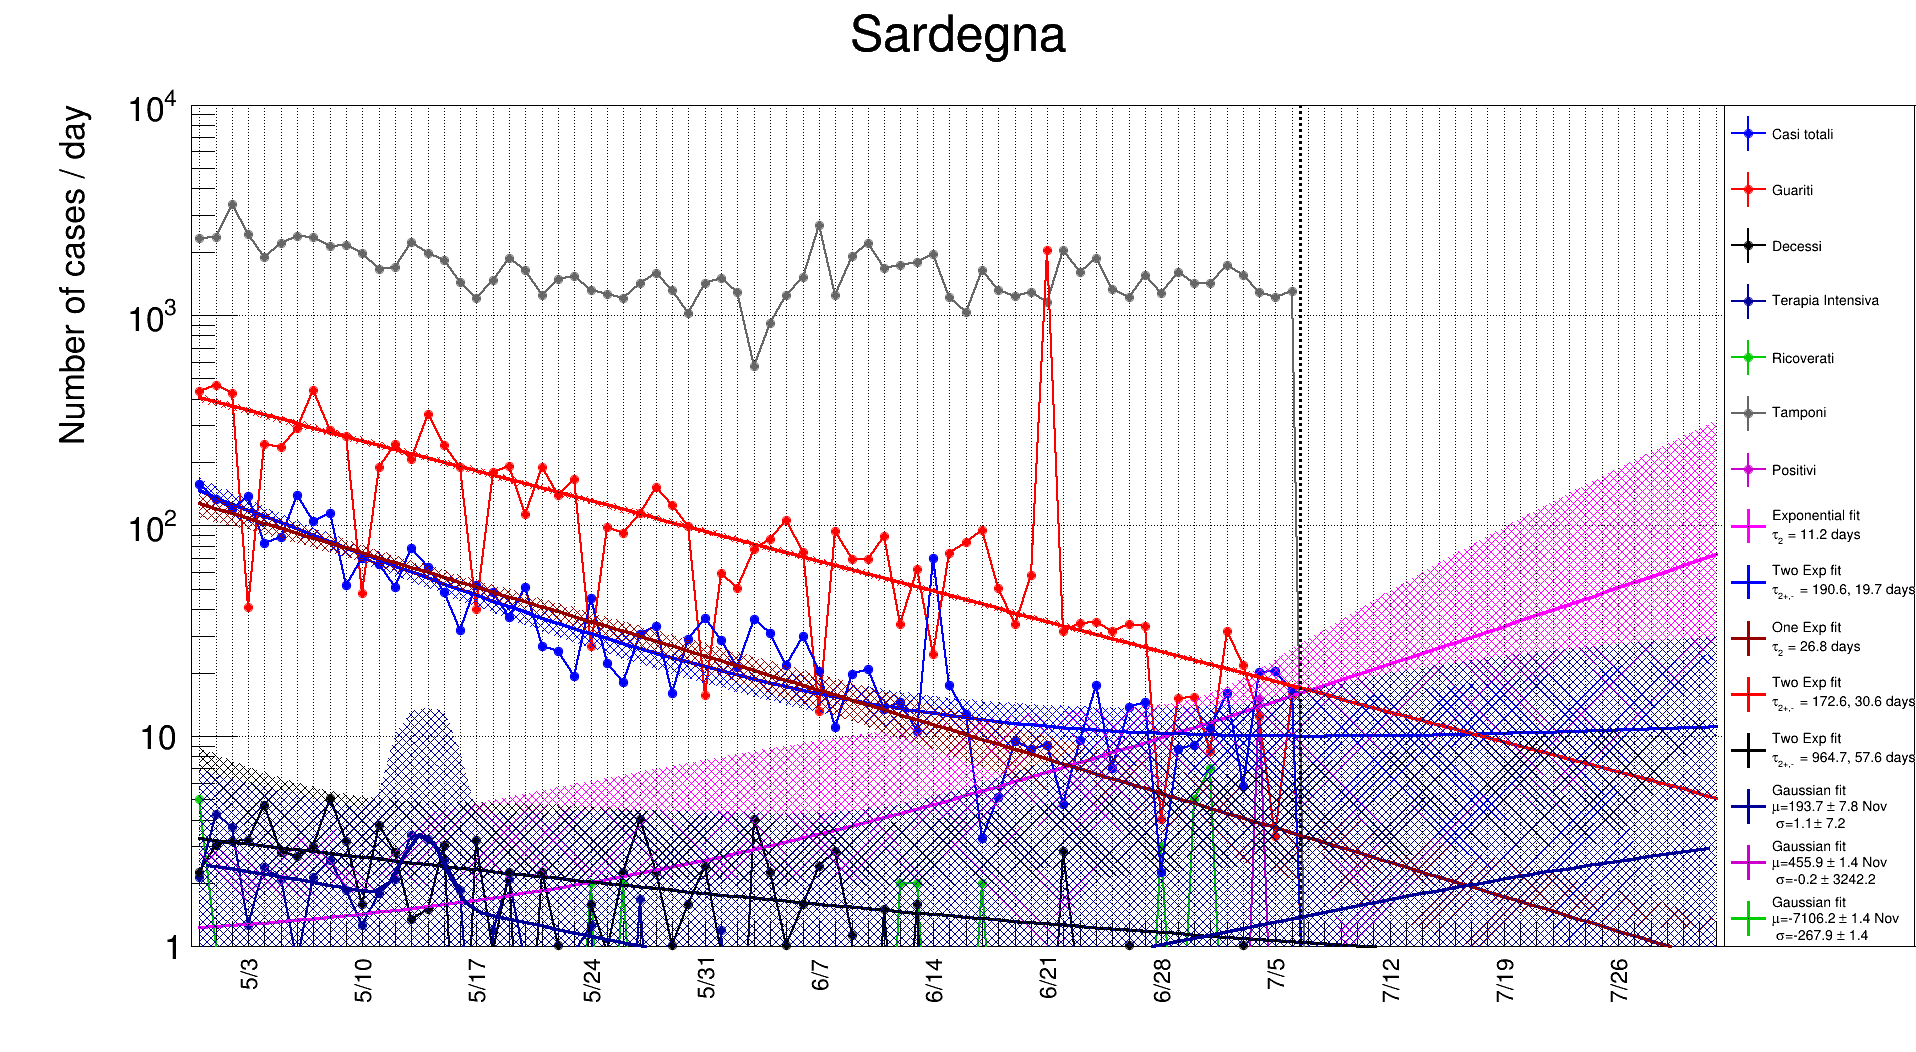 Sardegna
Number of cases / day
10^4
10^3
10^2
10
1
5/3
5/10
5/17
5/24
5/31
6/7
6/14
6/21
6/28
7/5
7/12
7/19
7/26
Casi totali
Guariti
Decessi
Terapia Intensiva
Ricoverati
Tamponi
Positivi
Exponential fit
τ2 = 11.2 days
Two Exp fit
τ2+,- = 190.6, 19.7 days
One Exp fit
τ2 = 26.8 days
Two Exp fit
τ2+,- = 172.6, 30.6 days
Two Exp fit
τ2+,- = 964.7, 57.6 days
Gaussian fit
μ=193.7 ± 7.8 Nov
σ=1.1 ± 7.2
Gaussian fit
μ=455.9 ± 1.4 Nov
σ=-0.2 ± 3242.2
Gaussian fit
μ=-7106.2 ± 1.4 Nov
σ=-267.9 ± 1.4